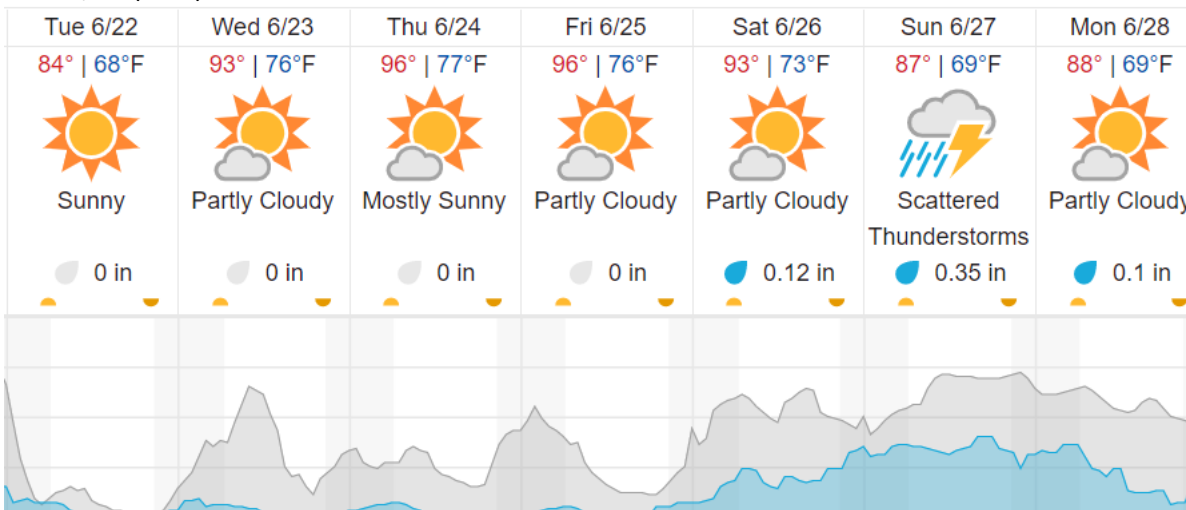 Tue 6/22 Wed 6/23 Thu 6/24 Fri 6/25 Sat 6/26 Sun 6/27 Mon 6/28
84° | 68°F 93° | 76°F 96° | 77°F 96° | 76°F 93° | 73°F 87° | 69°F 88° | 69°F
Sunny Partly Cloudy Mostly Sunny Partly Cloudy Partly Cloudy Scattered Partly Cloudy
Thunderstorms
0 in 0 in 0 in 0 in 0.12 in 0.35 in 0.1 in